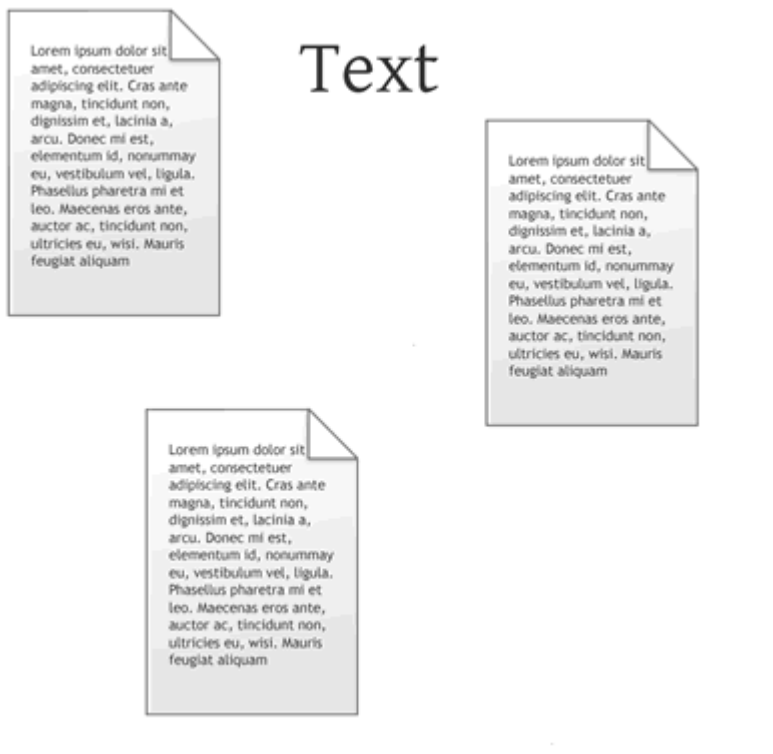 Text
Lorem ipsum dolor sit
amet, consectetuer
adipiscing elit. Cras ante
magna, tincidunt non,
dignissim et, lacinia a,
arcu. Donec mi est,
elementum id, nonummay
eu, vestibulum vel, ligula.
Phasellus pharetra mi et
leo. Maecenas eros ante,
auctor ac, tincidunt non,
ultricies eu, wisi. Mauris
feugiat aliquam
Lorem ipsum dolor sit
amet, consectetuer
adipiscing elit. Cras ante
magna, tincidunt non,
dignissim et, lacinia a,
arcu. Donec mi est,
elementum id, nonummay
eu, vestibulum vel, ligula.
Phasellus pharetra mi et
leo. Maecenas eros ante,
auctor ac, tincidunt non,
ultricies eu, wisi. Mauris
feugiat aliquam
Lorem ipsum dolor sit
amet, consectetuer
adipiscing elit. Cras ante
magna, tincidunt non,
dignissim et, lacinia a,
arcu. Donec mi est,
elementum id, nonummay
eu, vestibulum vel, ligula.
Phasellus pharetra mi et
leo. Maecenas eros ante,
auctor ac, tincidunt non,
ultricies eu, wisi. Mauris
feugiat aliquam